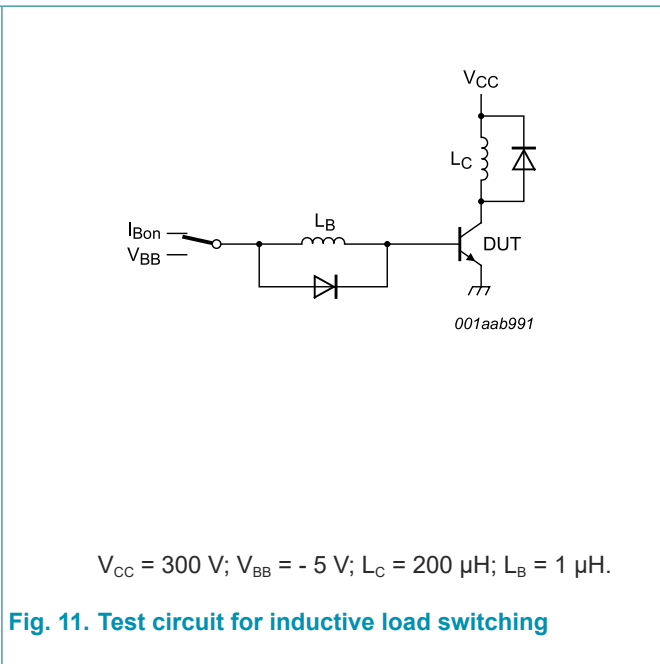 VCC
LC
LB
IBon
VBB
DUT
001aab991
VCC = 300 V; VBB = - 5 V; LC = 200 µH; LB = 1 µH.
Fig. 11. Test circuit for inductive load switching